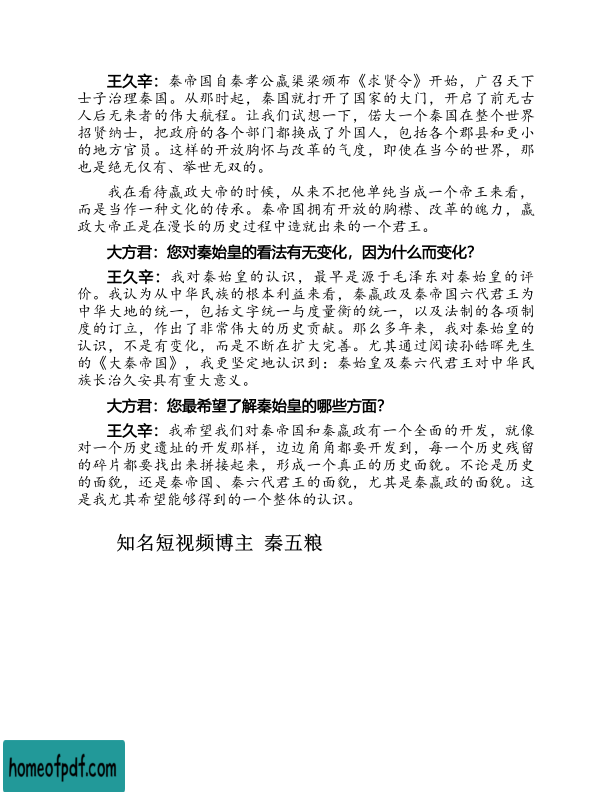 王久辛：秦帝国自秦孝公嬴渠梁颁布《求贤令》开始，广召天下
士子治理秦国。从那时起，秦国就打开了国家的大门，开启了前无古
人后无来者的伟大航程。让我们试想一下，偌大一个秦国在整个世界
招贤纳士，把政府的各个部门都换成了外国人，包括各个郡县和更小
的地方官员。这样的开放胸怀与改革的气度，即使在当今的世界，那
也是绝无仅有、举世无双的。
我在看待嬴政大帝的时候，从来不把他单纯当成一个帝王来看，
而是当作一种文化的传承。秦帝国拥有开放的胸襟、改革的魄力，嬴
政大帝正是在漫长的历史过程中造就出来的一个君王。
大方君：您对秦始皇的看法有无变化，因为什么而变化？
王久辛：我对秦始皇的认识，最早是源于毛泽东对秦始皇的评
价。我认为从中华民族的根本利益来看，秦嬴政及秦帝国六代君王为
中华大地的统一，包括文字统一与度量衡的统一，以及法制的各项制
度的订立，作出了非常伟大的历史贡献。那么多年来，我对秦始皇的
认识，不是有变化，而是不断在扩大完善。尤其通过阅读孙皓晖先生
的《大秦帝国》，我更坚定地认识到：秦始皇及秦六代君王对中华民
族长治久安具有重大意义。
大方君：您最希望了解秦始皇的哪些方面？
王久辛：我希望我们对秦帝国和秦嬴政有一个全面的开发，就像
对一个历史遗址的开发那样，边边角角都要开发到，每一个历史残留
的碎片都要找出来拼接起来，形成一个真正的历史面貌。不论是历史
的面貌，还是秦帝国、秦六代君王的面貌，尤其是秦嬴政的面貌。这
是我尤其希望能够得到的一个整体的认识。
知名短视频博主 秦五粮
homeofpdf.com